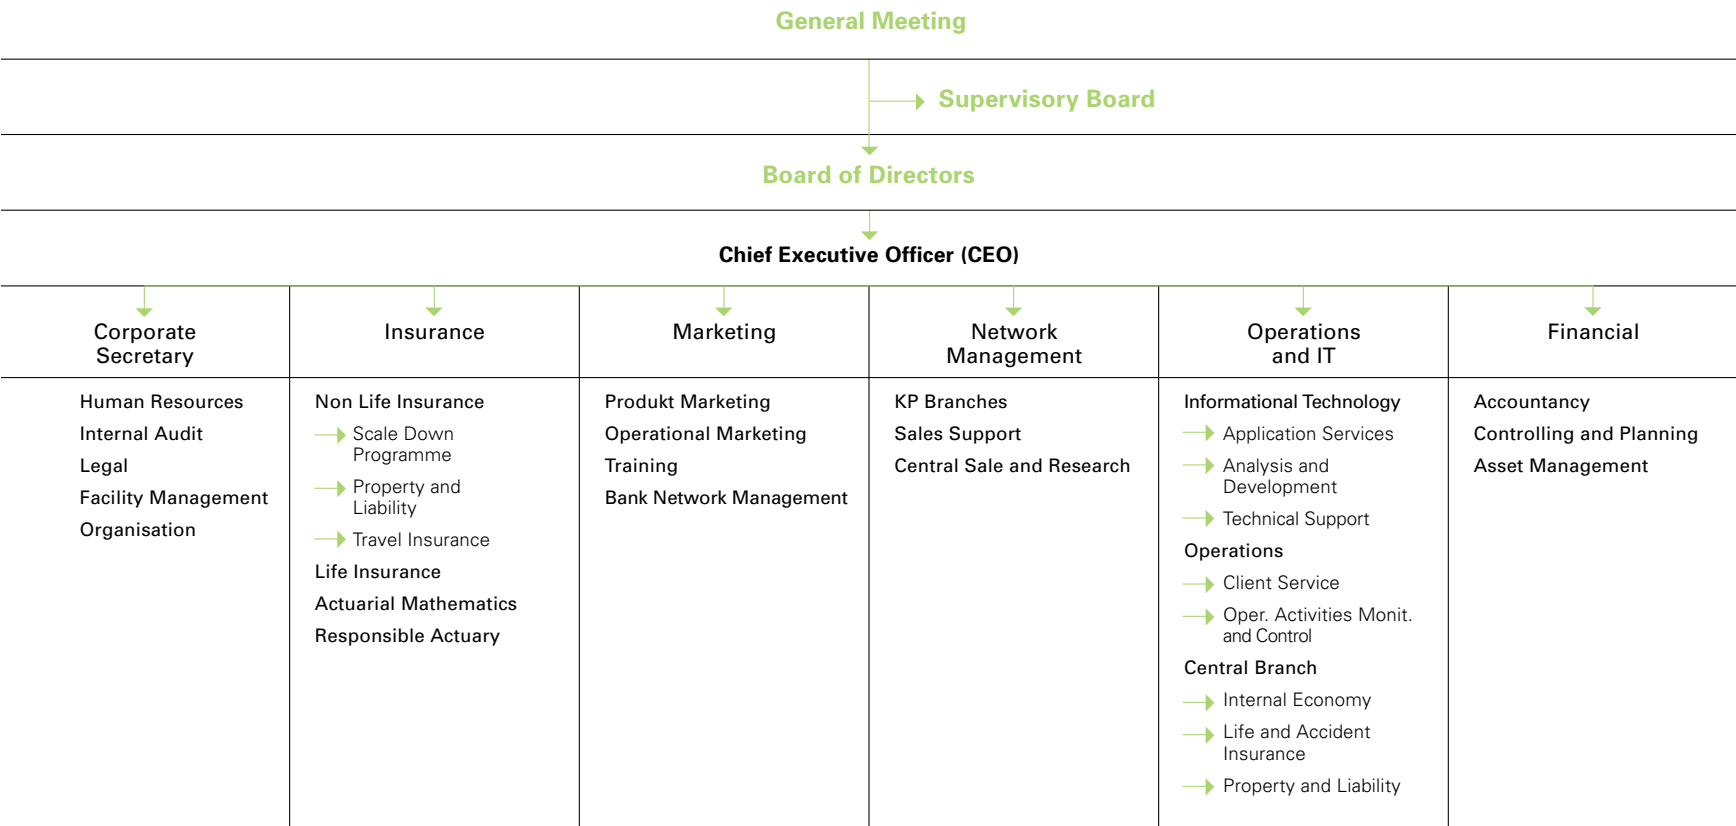 General Meeting
Supervisory Board
Board of Directors
Chief Executive Officer (CEO)
Corporate
Secretary
Insurance
Marketing
Network
Management
Operations
and IT
Financial
Human Resources
Internal Audit
Legal
Facility Management
Organisation
Non Life Insurance
Scale Down
Programme
Property and
Liability
Travel Insurance
Life Insurance
Actuarial Mathematics
Responsible Actuary
Produkt Marketing
Operational Marketing
Training
Bank Network Management
KP Branches
Sales Support
Central Sale and Research
Informational Technology
Application Services
Analysis and
Development
Technical Support
Operations
Client Service
Oper. Activities Monit.
and Control
Central Branch
Internal Economy
Life and Accident
Insurance
Property and Liability
Accountancy
Controlling and Planning
Asset Management